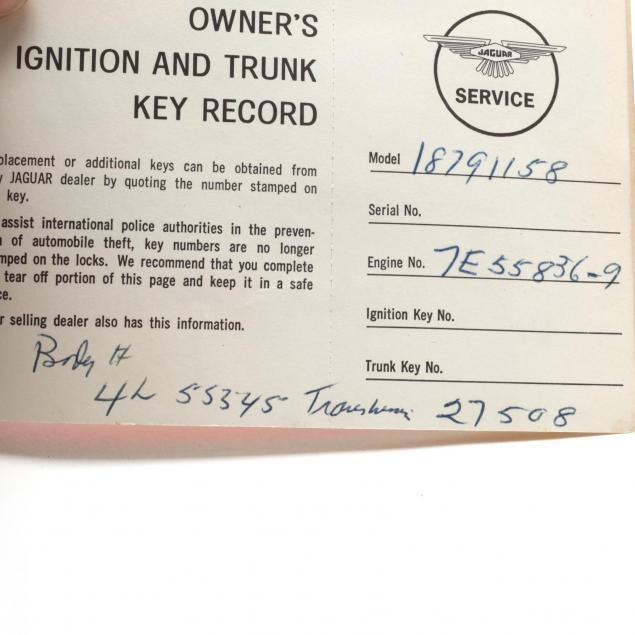 OWNER'S
IGNITION AND TRUNK
KEY RECORD
placement or additional keys can be obtained from
JAGUAR dealer by quoting the number stamped on
key.
assist international police authorities in the preven-
of automobile theft, key numbers are no longer
mped on the locks. We recommend that you complete
tear off portion of this page and keep it in a safe
ce.
r selling dealer also has this information.
Body #
4L 55345 27508
JAGUAR
SERVICE
Model 18791158
Serial No.
Engine No. 7E55836-9
Ignition Key No.
Trunk Key No.